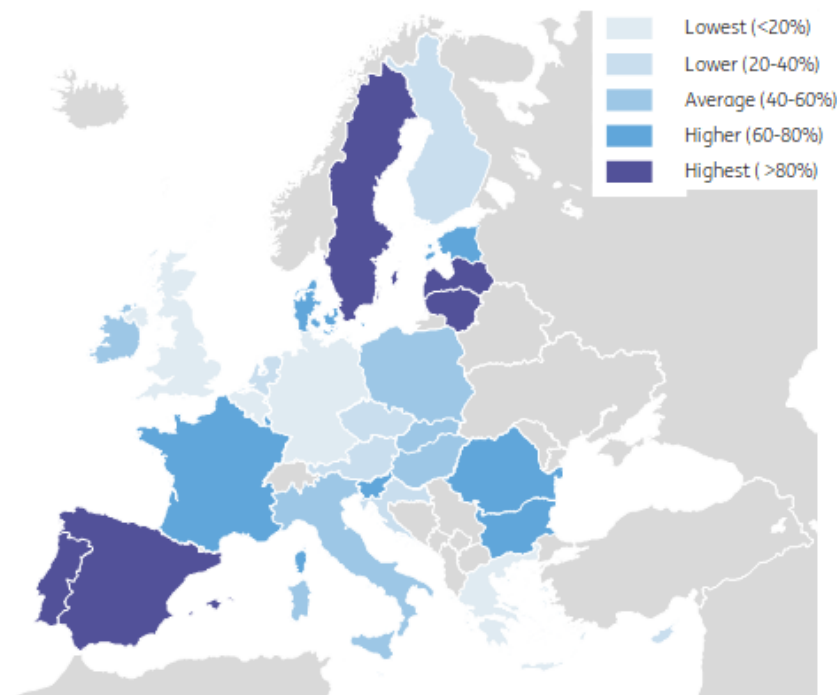 Lowest (<20%)
Lower (20-40%)
Average (40-60%)
Higher (60-80%)
Highest ( >80%)